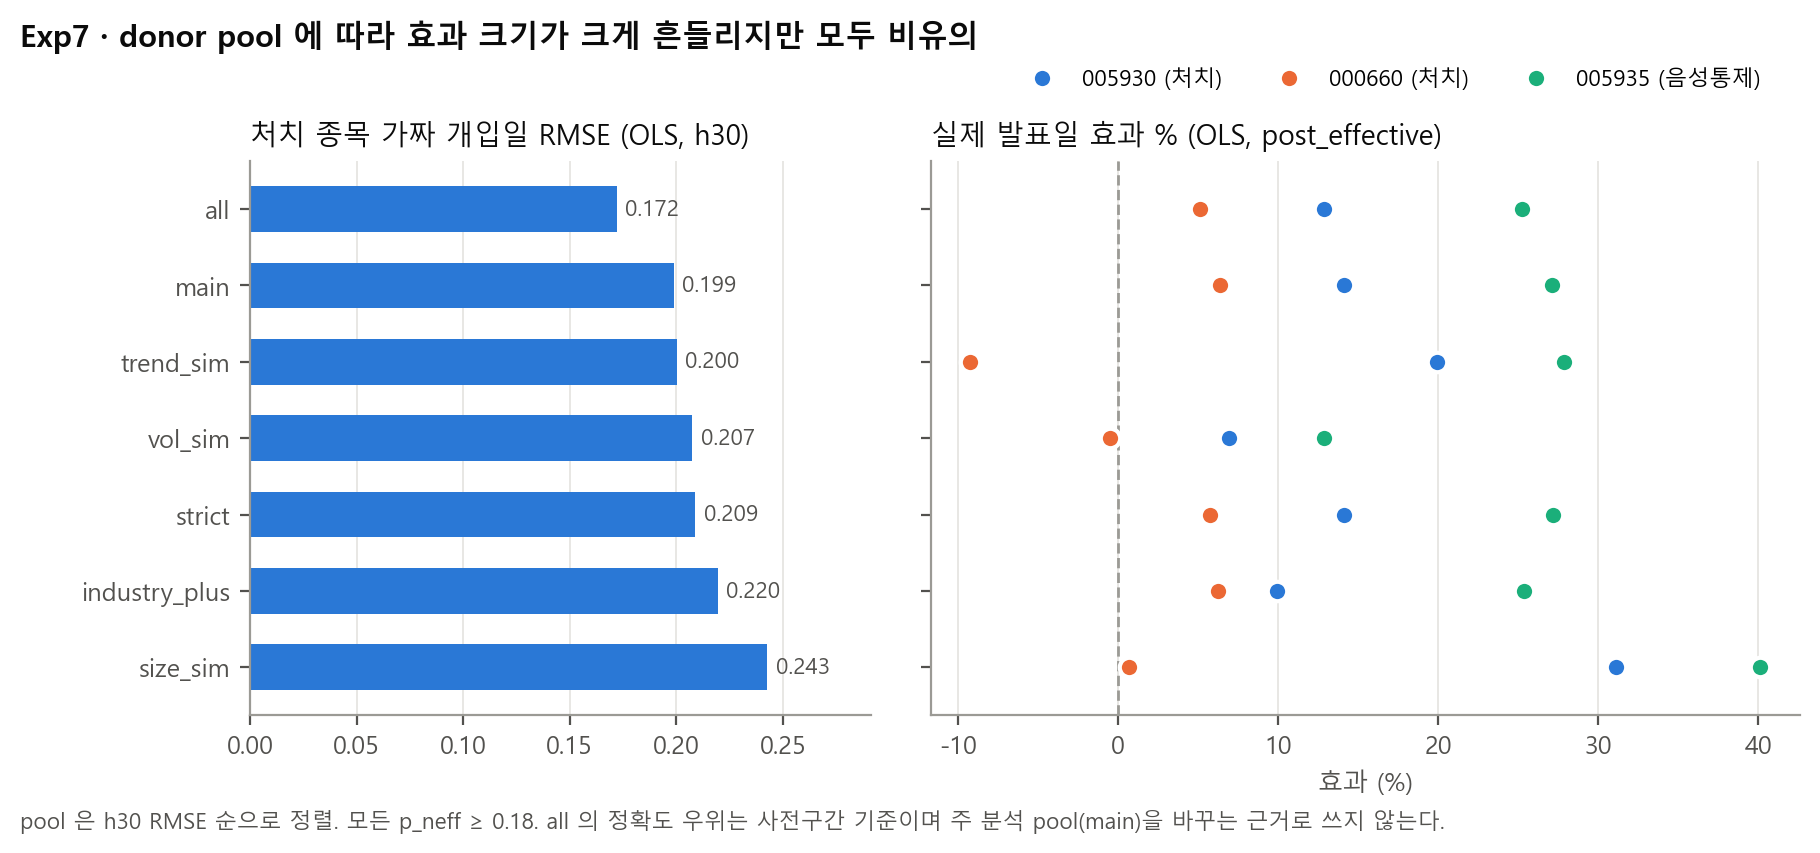 Exp7 · donor pool 에 따라 효과 크기가 크게 흔들리지만 모두 비유의
005930 (처치)
000660 (처치)
005935 (음성통제)
처치 종목 가짜 개입일 RMSE (OLS, h30)
all
0.172
main
0.199
trend_sim
0.200
vol_sim
0.207
strict
0.209
industry_plus
0.220
size_sim
0.243
0.00
0.05
0.10
0.15
0.20
0.25
실제 발표일 효과 % (OLS, post_effective)
-10
0
10
20
30
40
효과 (%)
pool 은 h30 RMSE 순으로 정렬. 모든 p_neff ≥ 0.18. all 의 정확도 우위는 사전구간 기준이며 주 분석 pool(main)을 바꾸는 근거로 쓰지 않는다.